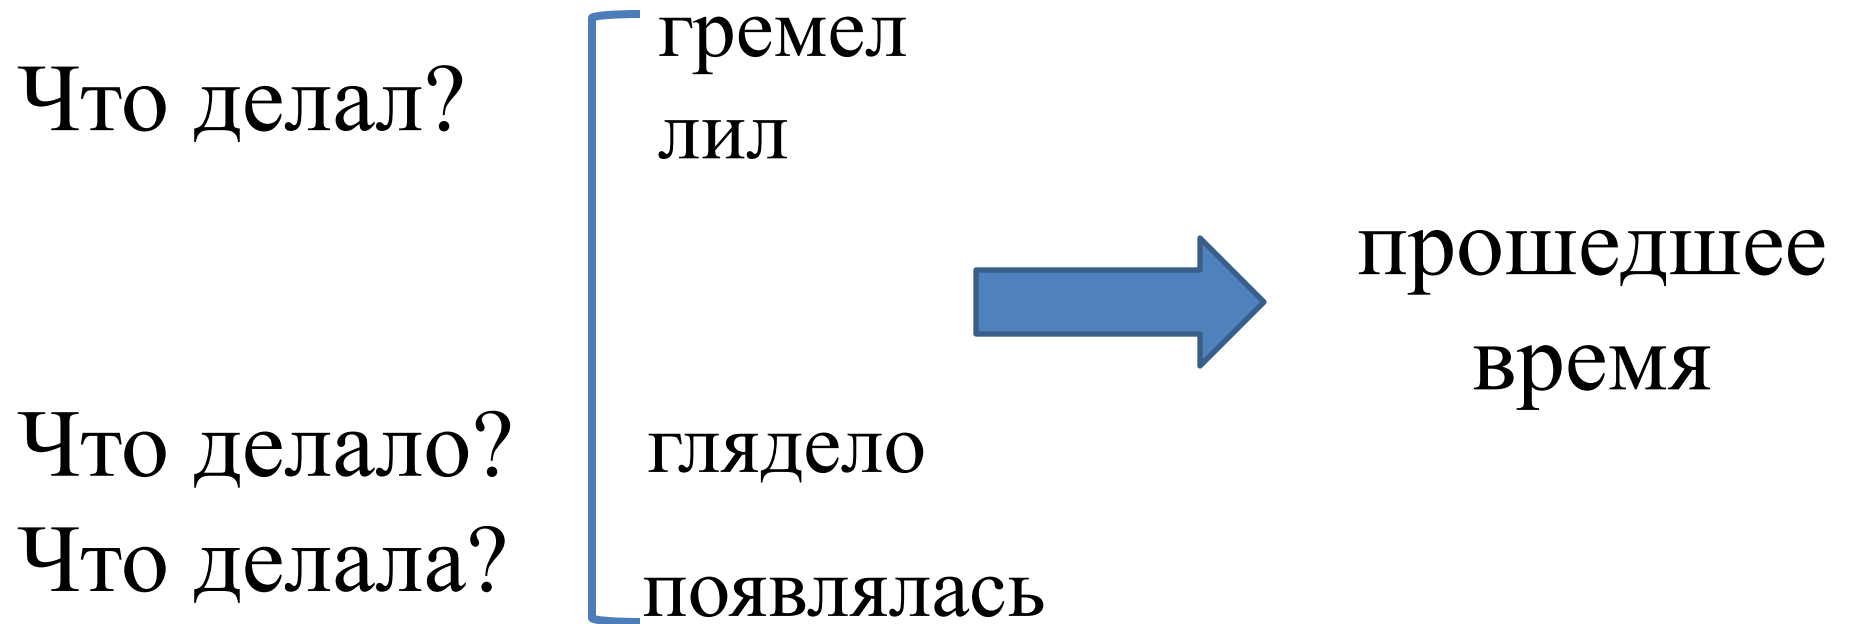 Что делал?
гремел
лил
Что делало?
глядело
Что делала?
появлялась
прошедшее
время